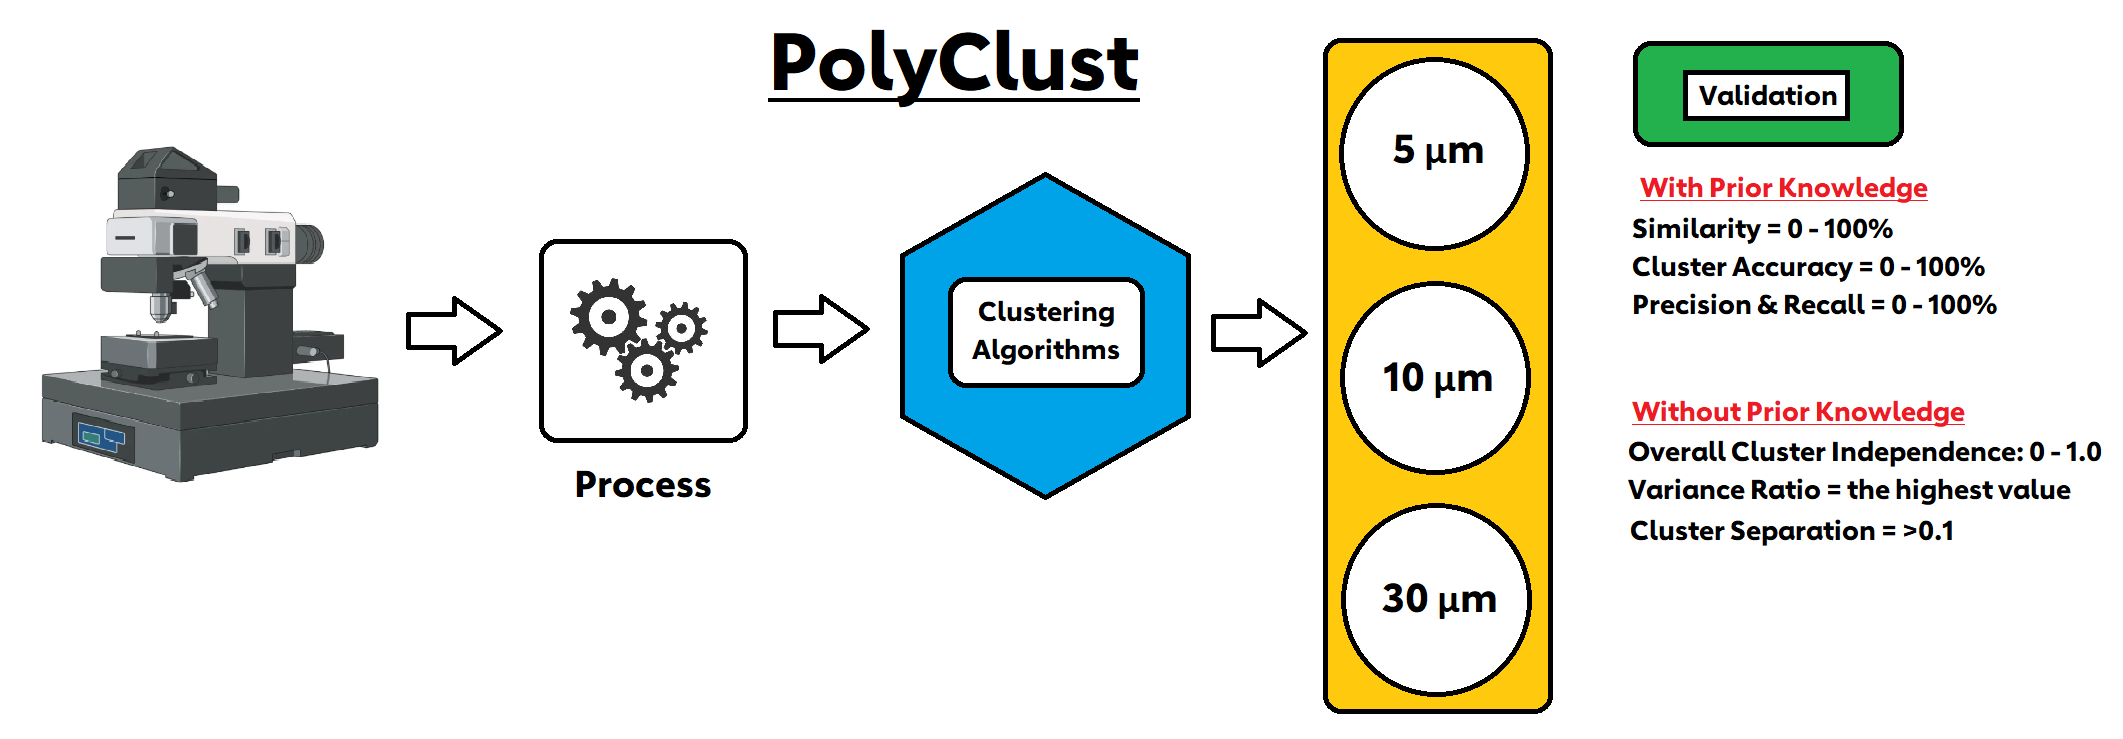 PolyClust
Process
Clustering
Algorithms
5 µm
10 µm
30 µm
Validation
With Prior Knowledge
Similarity = 0 - 100%
Cluster Accuracy = 0 - 100%
Precision & Recall = 0 - 100%
Without Prior Knowledge
Overall Cluster Independence: 0 - 1.0
Variance Ratio = the highest value
Cluster Separation = >0.1